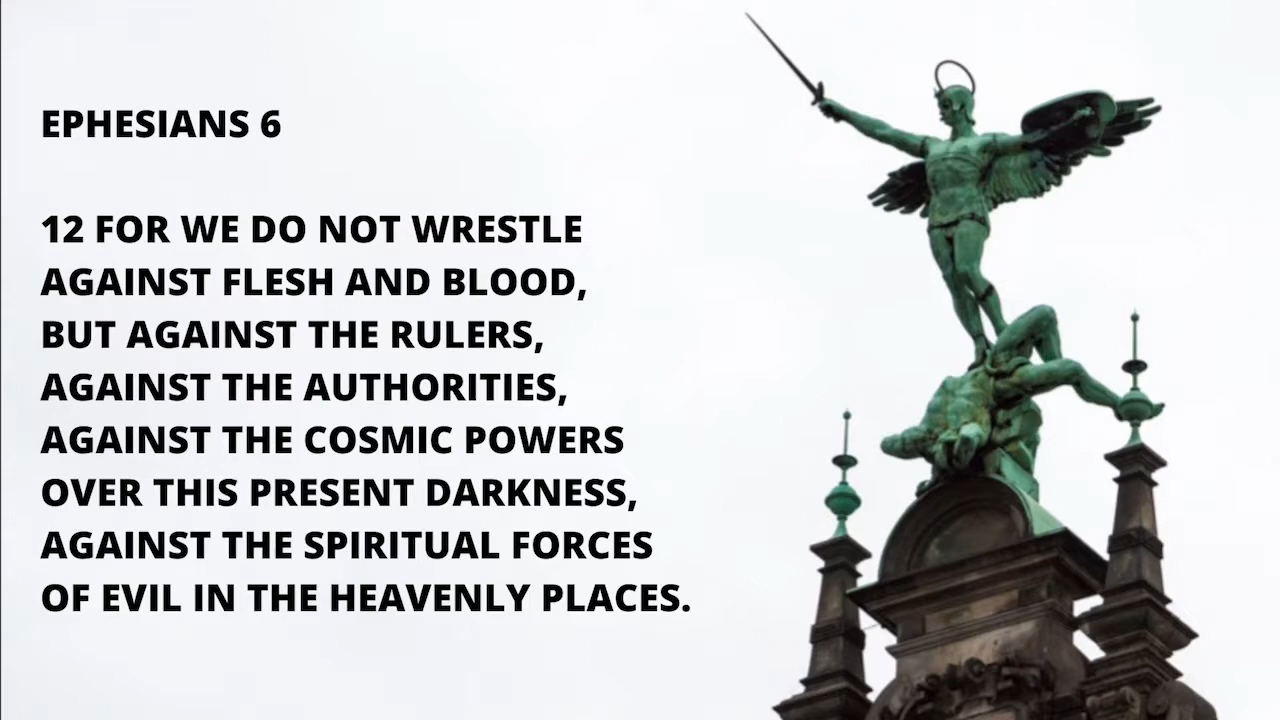 EPHESIANS 6
12 FOR WE DO NOT WRESTLE
AGAINST FLESH AND BLOOD,
BUT AGAINST THE RULERS,
AGAINST THE AUTHORITIES,
AGAINST THE COSMIC POWERS
OVER THIS PRESENT DARKNESS,
AGAINST THE SPIRITUAL FORCES
OF EVIL IN THE HEAVENLY PLACES.